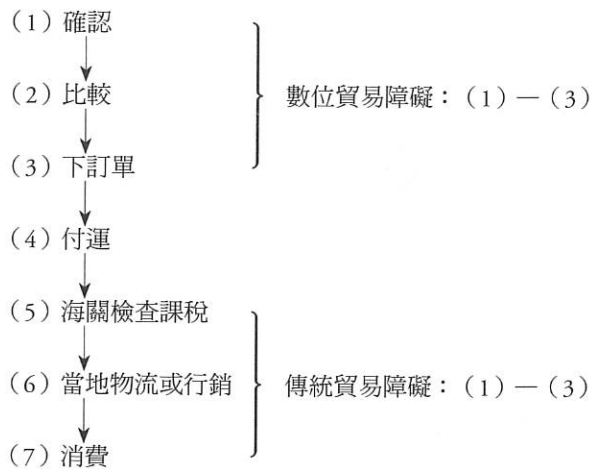 (1)確認
(2)比較
數位貿易障礙:(1)—(3)
(3)下訂單
(4)付運
(5)海關檢查課稅
(6)當地物流或行銷
傳統貿易障礙:(1)—(3)
(7)消費